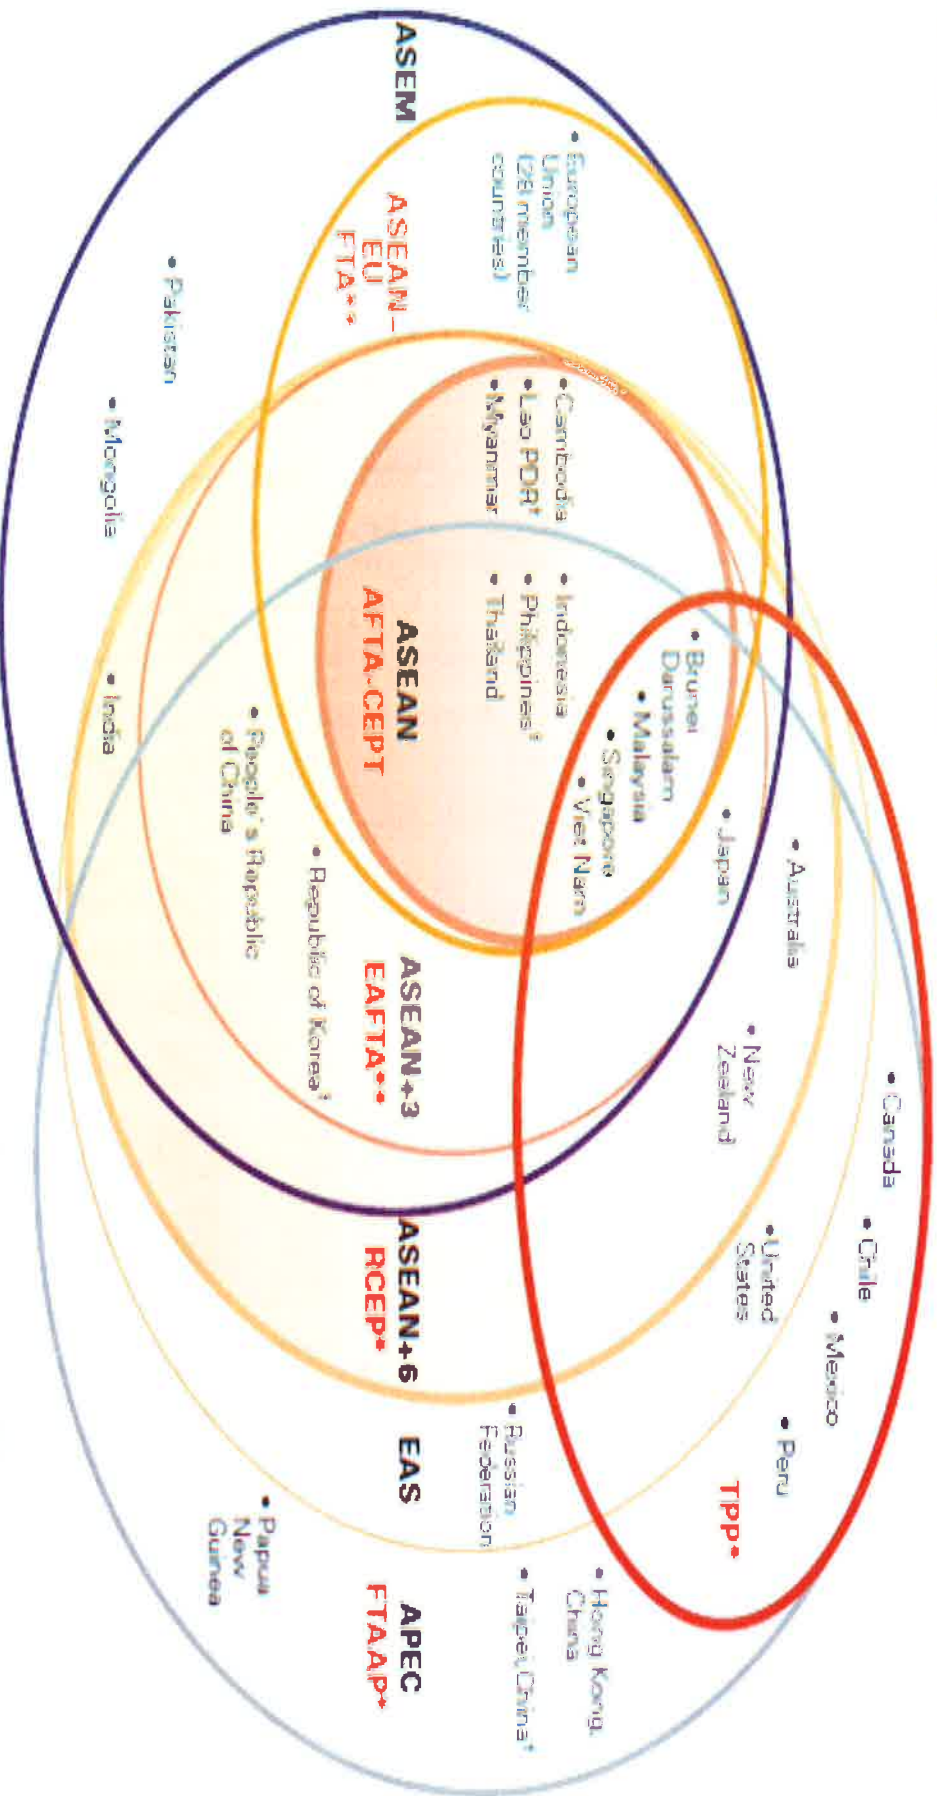 ASEM
• European
Union
(28 member
countries)
ASEAN–
EU
FTA**
• Pakistan
• Mongolia
• Cambodia
• Lao PDR†
• Myanmar
• Indonesia
• Philippines‡
• Thailand
• Brunei
Darussalam
• Malaysia
• Singapore
• Viet Nam
ASEAN
AFTA-CEPT
• India
• People's Republic
of China
• Republic of Korea‡
• Japan
ASEAN+3
EAFTA**
• Australia
• New
Zealand
ASEAN+6
RCEP*
• United
States
• Canada
• Chile
• Mexico
• Peru
TPP*
EAS
• Russian
Federation
• Hong Kong,
China
• Taipei,China‡
APEC
FTAAP*
• Papua
New
Guinea